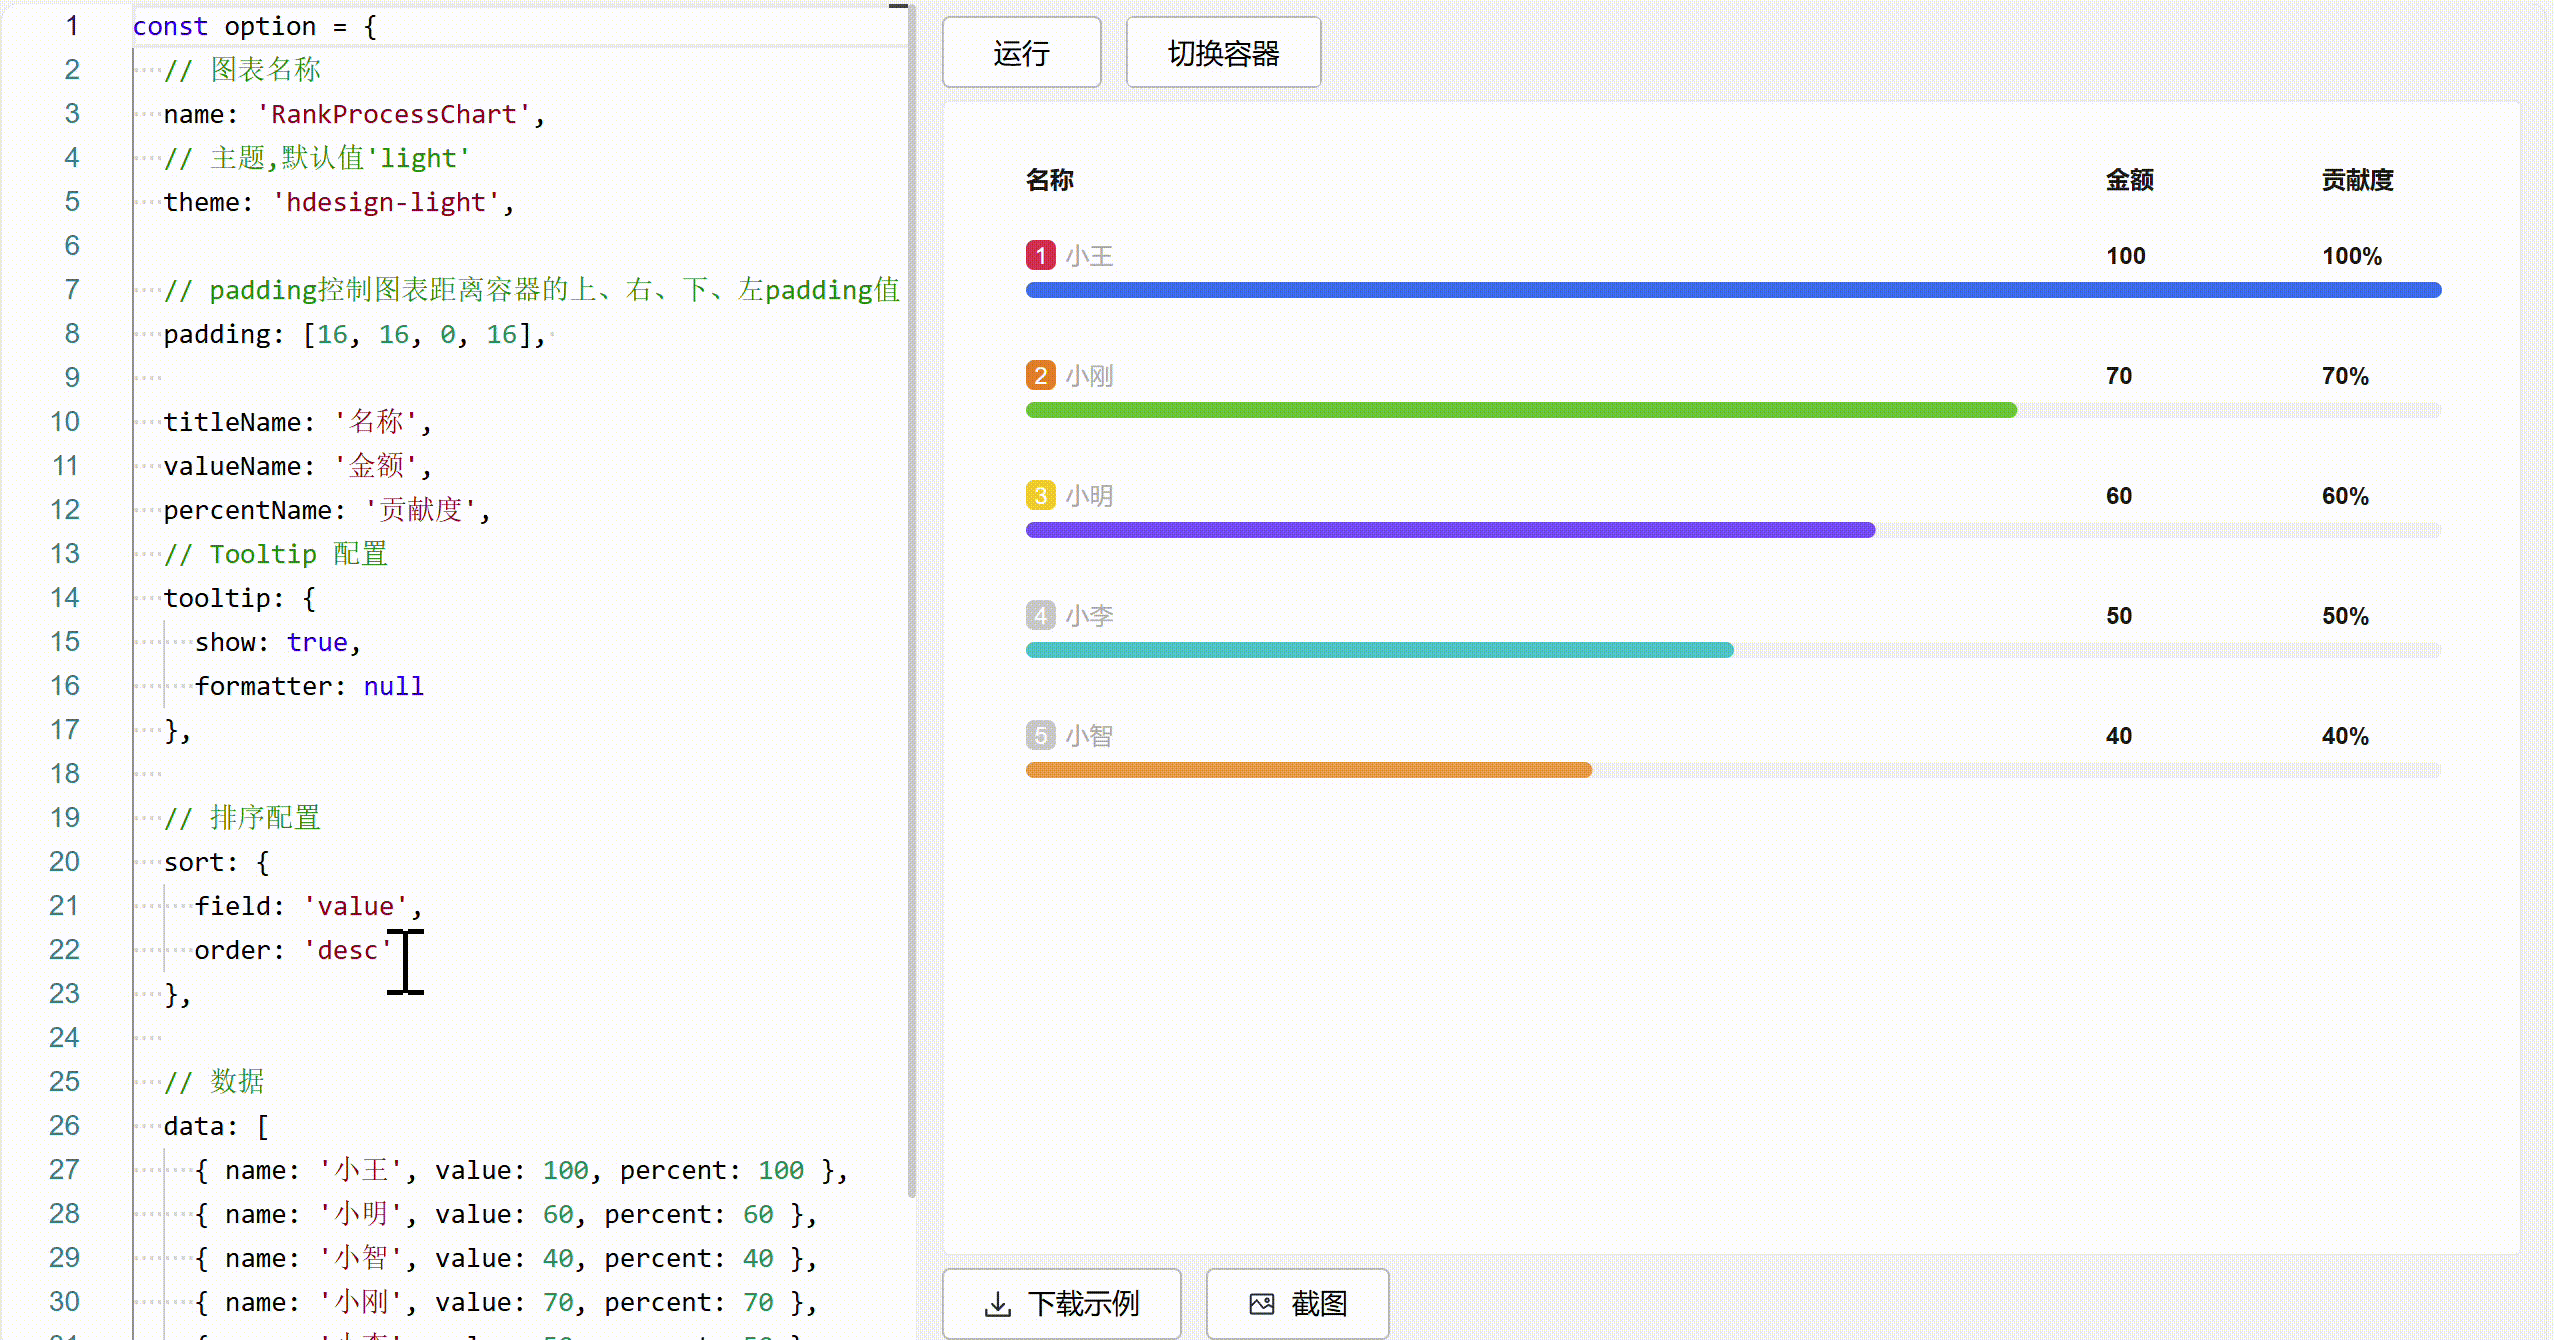 1 const option = {
2 // 图表名称
3 name: 'RankProcessChart',
4 // 主题,默认值'light'
5 theme: 'hdesign-light',
6
7 // padding控制图表距离容器的上、右、下、左padding值
8 padding: [16, 16, 0, 16],
9
10 titleName: '名称',
11 valueName: '金额',
12 percentName: '贡献度',
13 // Tooltip 配置
14 tooltip: {
15 show: true,
16 formatter: null
17 },
18
19 // 排序配置
20 sort: {
21 field: 'value',
22 order: 'desc'
23 },
24
25 // 数据
26 data: [
27 { name: '小王', value: 100, percent: 100 },
28 { name: '小明', value: 60, percent: 60 },
29 { name: '小智', value: 40, percent: 40 },
30 { name: '小刚', value: 70, percent: 70 },
运行 切换容器
名称 金额 贡献度
1 小王 100 100%
2 小刚 70 70%
3 小明 60 60%
4 小李 50 50%
5 小智 40 40%
下载示例 截图